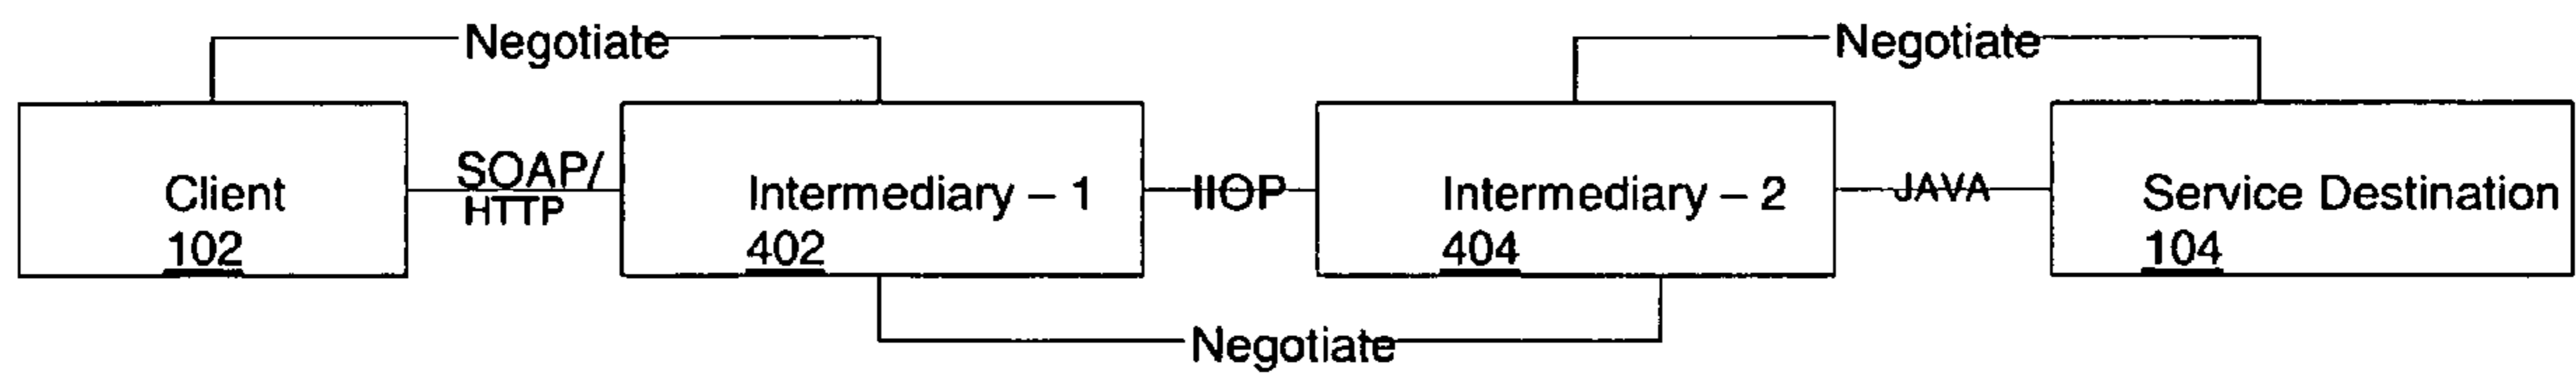 Negotiate
Negotiate
Client
102
SOAP/
HTTP
Intermediary – 1
402
IIOP
Intermediary – 2
404
JAVA
Service Destination
104
Negotiate